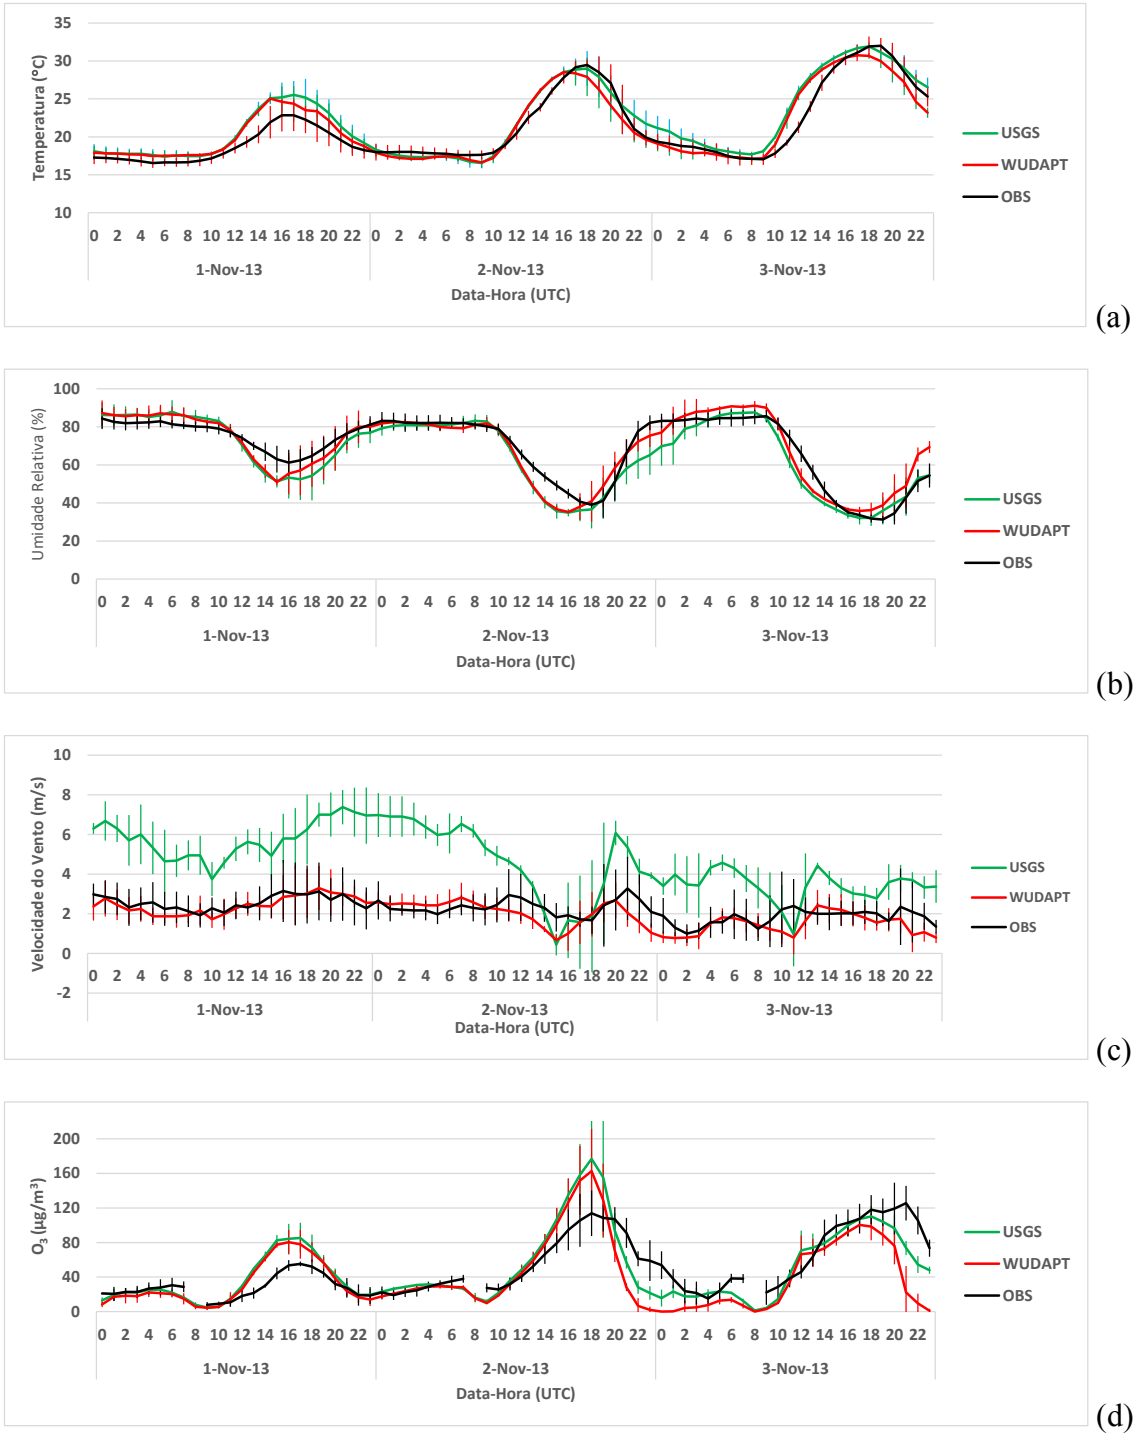 35
30
25
20
15
10
Temperatura (°C)
0 2 4 6 8 10 12 14 16 18 20 22 0 2 4 6 8 10 12 14 16 18 20 22 0 2 4 6 8 10 12 14 16 18 20 22
1-Nov-13 2-Nov-13 3-Nov-13
Data-Hora (UTC)
USGS
WUDAPT
OBS
(a)
100
80
60
40
20
0
Umidade Relativa (%)
0 2 4 6 8 10 12 14 16 18 20 22 0 2 4 6 8 10 12 14 16 18 20 22 0 2 4 6 8 10 12 14 16 18 20 22
1-Nov-13 2-Nov-13 3-Nov-13
Data-Hora (UTC)
USGS
WUDAPT
OBS
(b)
10
8
6
4
2
0
-2
Velocidade do Vento (m/s)
0 2 4 6 8 10 12 14 16 18 20 22 0 2 4 6 8 10 12 14 16 18 20 22 0 2 4 6 8 10 12 14 16 18 20 22
1-Nov-13 2-Nov-13 3-Nov-13
Data-Hora (UTC)
USGS
WUDAPT
OBS
(c)
200
160
120
80
40
0
O₃ (µg/m³)
0 2 4 6 8 10 12 14 16 18 20 22 0 2 4 6 8 10 12 14 16 18 20 22 0 2 4 6 8 10 12 14 16 18 20 22
1-Nov-13 2-Nov-13 3-Nov-13
Data-Hora (UTC)
USGS
WUDAPT
OBS
(d)